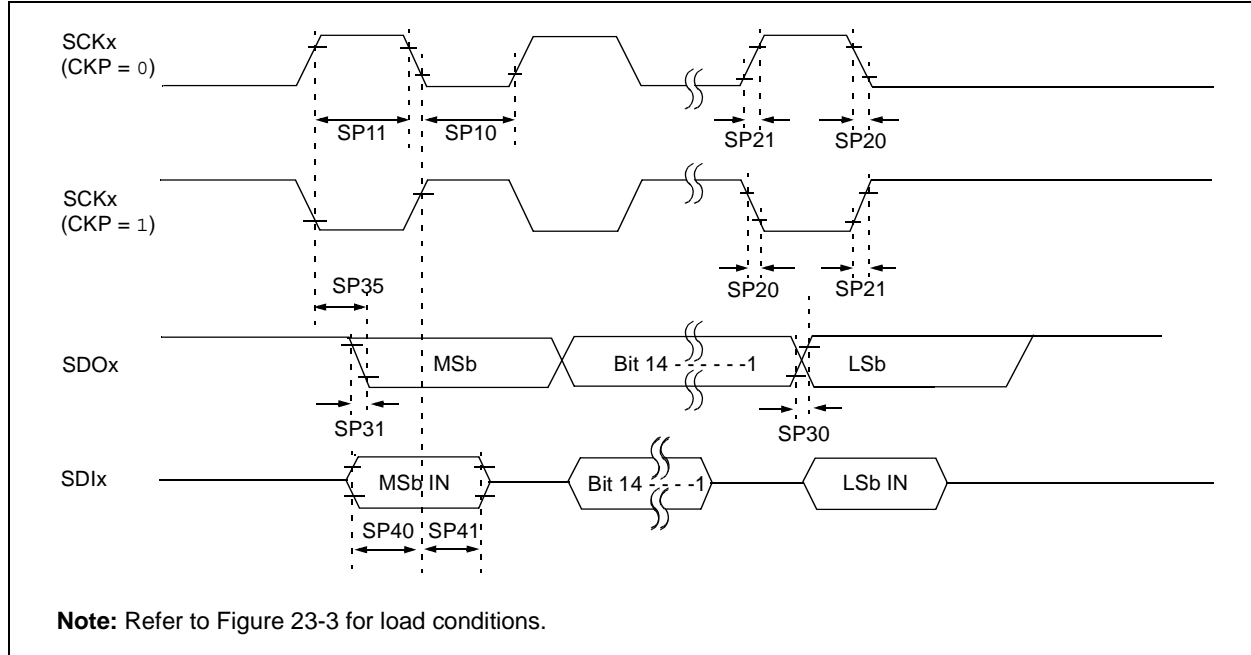 SCKx
(CKP = 0)
SP11
SP10
SP21
SP20
SCKx
(CKP = 1)
SP35
SP20
SP21
SDOx
MSb
Bit 14 - - - - - -1
LSb
SP31
SP30
SDIx
MSb IN
Bit 14 - - - - -1
LSb IN
SP40
SP41
Note: Refer to Figure 23-3 for load conditions.